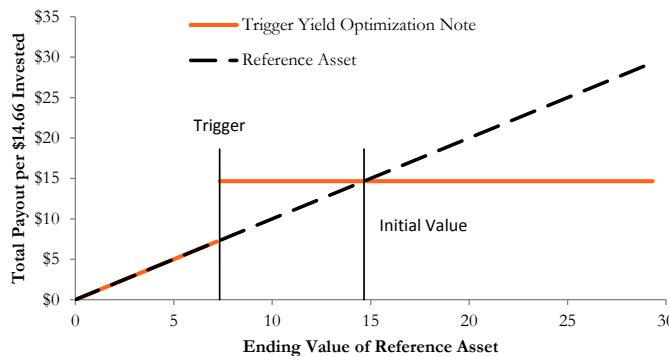 Trigger Yield Optimization Note
Reference Asset
Total Payout per $14.66 Invested
$35
$30
$25
$20
$15
$10
$5
$0
Trigger
Initial Value
0
5
10
15
20
25
30
Ending Value of Reference Asset